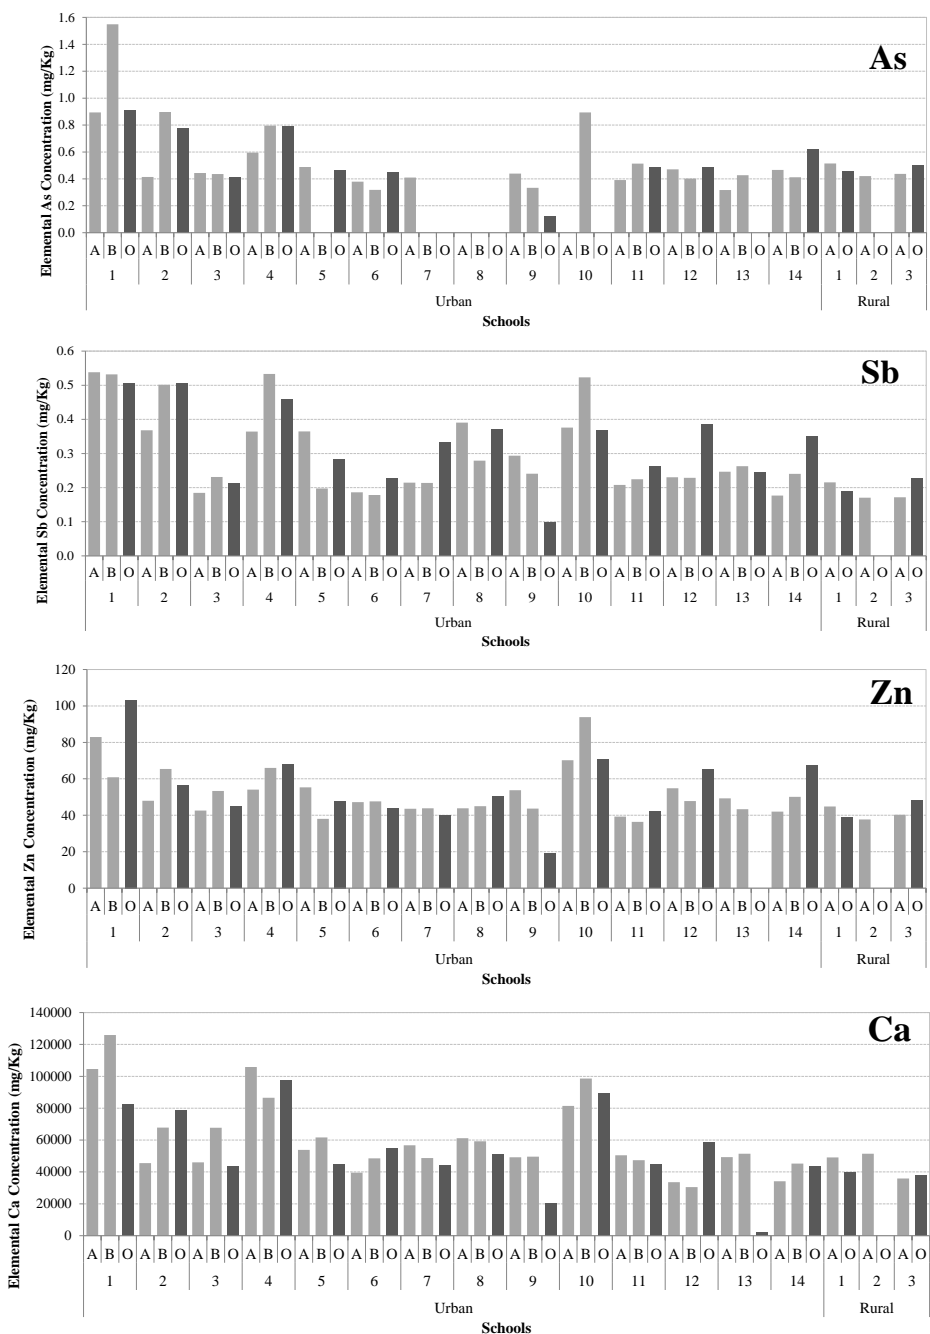 Elemental As Concentration (mg/Kg)
1.6
1.4
1.2
1.0
0.8
0.6
0.4
0.2
0.0
As
A B O A B O A B O A B O A B O A B O A B O A B O A B O A B O A B O A B O A B O A B O A O A O A O
1 2 3 4 5 6 7 8 9 10 11 12 13 14 1 2 3
Urban Rural
Schools
Elemental Sb Concentration (mg/Kg)
0.6
0.5
0.4
0.3
0.2
0.1
0.0
Sb
A B O A B O A B O A B O A B O A B O A B O A B O A B O A B O A B O A B O A B O A B O A O A O A O
1 2 3 4 5 6 7 8 9 10 11 12 13 14 1 2 3
Urban Rural
Schools
Elemental Zn Concentration (mg/Kg)
120
100
80
60
40
20
0
Zn
A B O A B O A B O A B O A B O A B O A B O A B O A B O A B O A B O A B O A B O A B O A O A O A O
1 2 3 4 5 6 7 8 9 10 11 12 13 14 1 2 3
Urban Rural
Schools
Elemental Ca Concentration (mg/Kg)
140000
120000
100000
80000
60000
40000
20000
0
Ca
A B O A B O A B O A B O A B O A B O A B O A B O A B O A B O A B O A B O A B O A B O A O A O A O
1 2 3 4 5 6 7 8 9 10 11 12 13 14 1 2 3
Urban Rural
Schools